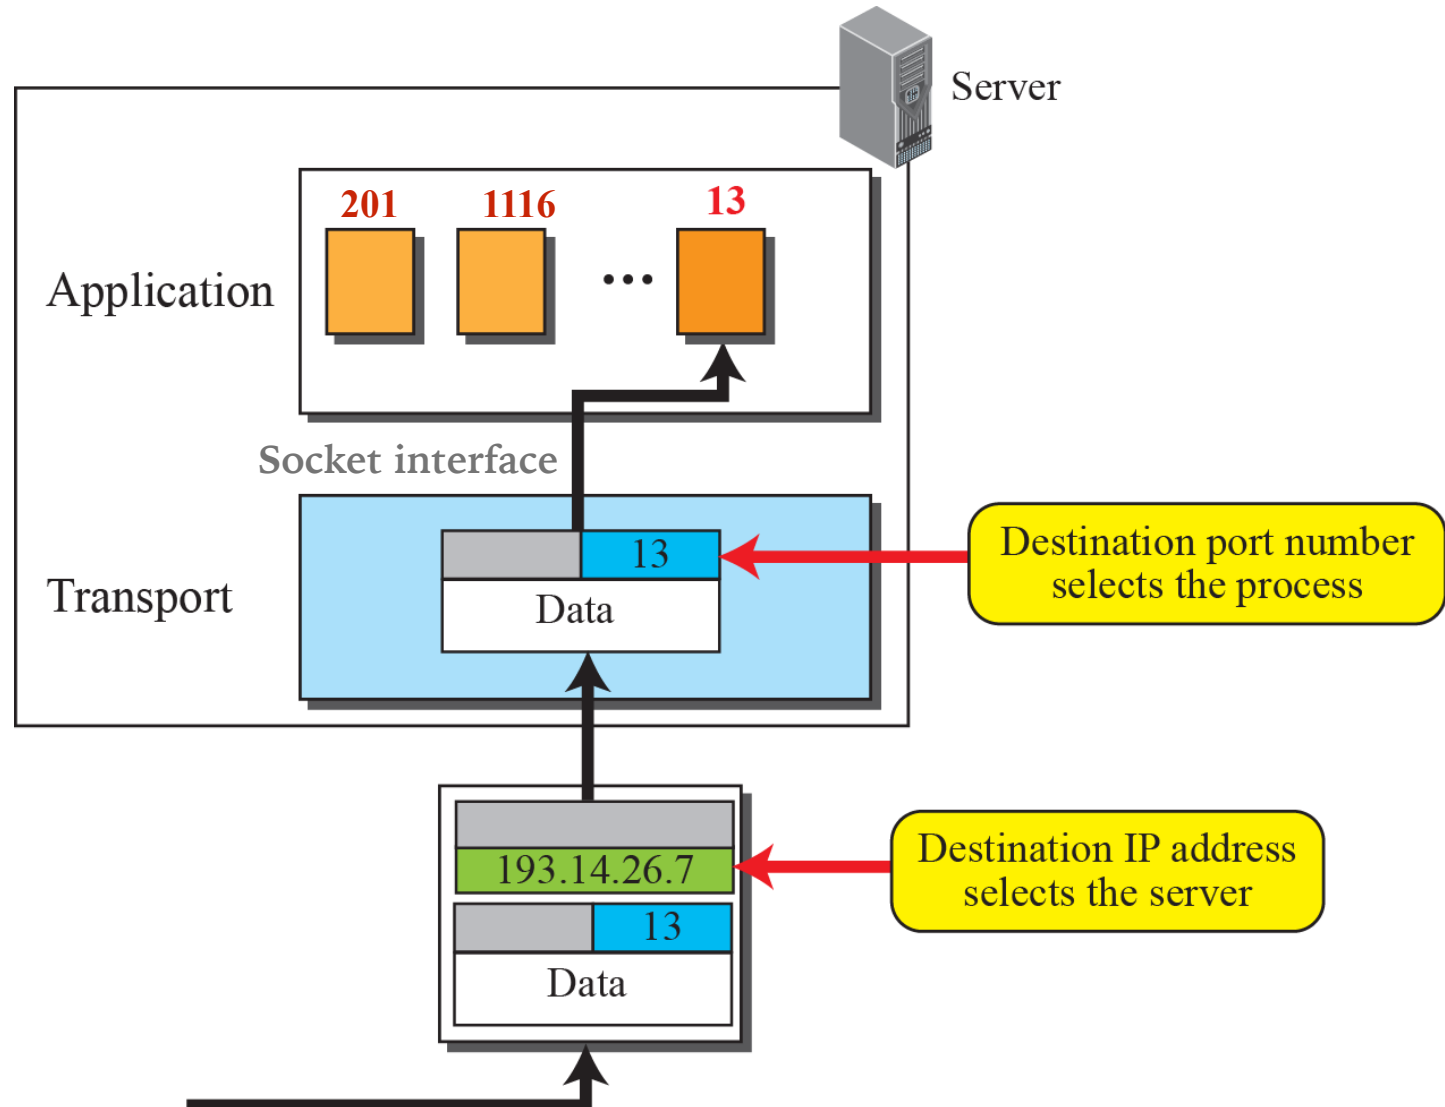 Server
201
1116
13
Application
Socket interface
Transport
13
Data
Destination port number
selects the process
193.14.26.7
13
Data
Destination IP address
selects the server